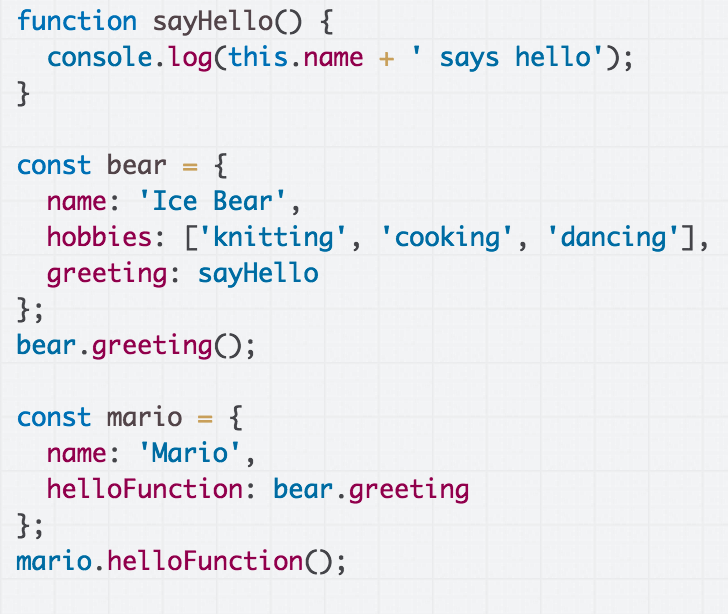 function sayHello() {
  console.log(this.name + ' says hello');
}

const bear = {
  name: 'Ice Bear',
  hobbies: ['knitting', 'cooking', 'dancing'],
  greeting: sayHello
};
bear.greeting();

const mario = {
  name: 'Mario',
  helloFunction: bear.greeting
};
mario.helloFunction();